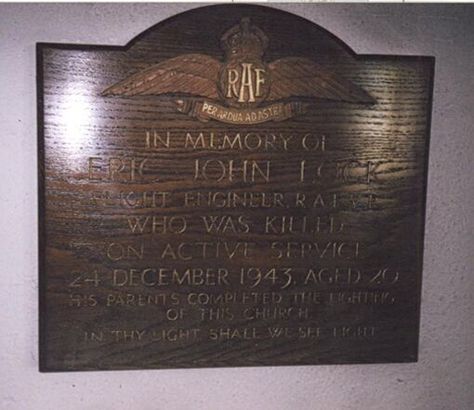 RAF
PER ARDUA AD ASTRA
IN MEMORY OF
ERIC JOHN LOCK
FLIGHT ENGINEER, R.A.F.V.R.
WHO WAS KILLED
ON ACTIVE SERVICE
24 DECEMBER 1943, AGED 20
HIS PARENTS COMPLETED THE LIGHTING
OF THIS CHURCH
IN THY LIGHT SHALL WE SEE LIGHT